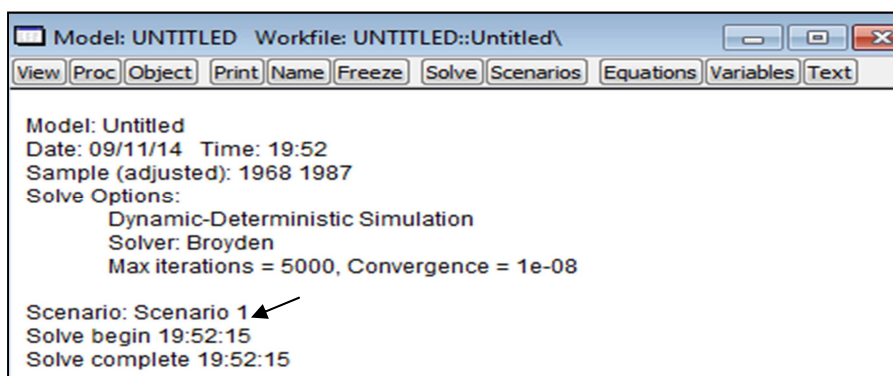 Model: UNTITLED Workfile: UNTITLED::Untitled\
View Proc Object Print Name Freeze Solve Scenarios Equations Variables Text
Model: Untitled
Date: 09/11/14 Time: 19:52
Sample (adjusted): 1968 1987
Solve Options:
Dynamic-Deterministic Simulation
Solver: Broyden
Max iterations = 5000, Convergence = 1e-08
Scenario: Scenario 1
Solve begin 19:52:15
Solve complete 19:52:15